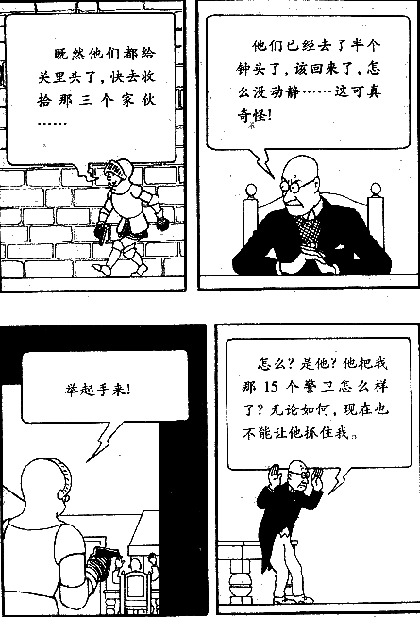 既然他们都给
关里头了，快去收
拾那三个家伙
……
他们已经去了半个
钟头了，该回来了，怎
么没动静……这可真
奇怪！
举起手来！
怎么？是他？他把我
那 15 个警卫怎么样
了？无论如何，现在也
不能让他抓住我。